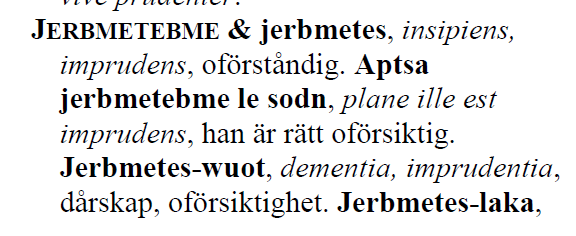 vive prudenter?
JERBMETEBME & jerbmetes, insipiens,
imprudens, oförståndig. Aptsa
jerbmetebme le sodn, plane ille est
imprudens, han är rätt oförsiktig.
Jerbmetes-wuot, dementia, imprudentia,
dårskap, oförsiktighet. Jerbmetes-laka,